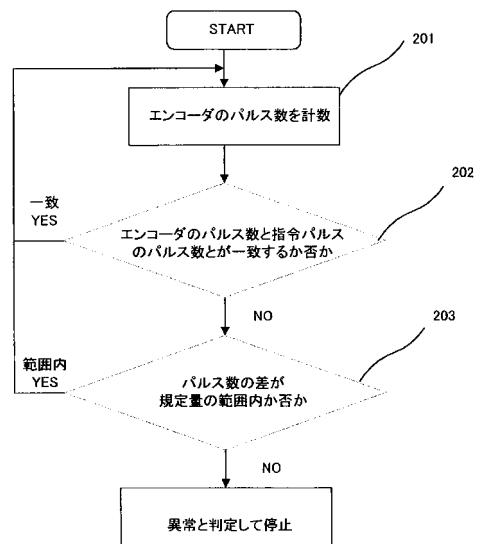 START
201
エンコーダのパルス数を計数
202
一致
YES
エンコーダのパルス数と指令パルス
のパルス数とが一致するか否か
NO
203
範囲内
YES
パルス数の差が
規定量の範囲内か否か
NO
異常と判定して停止